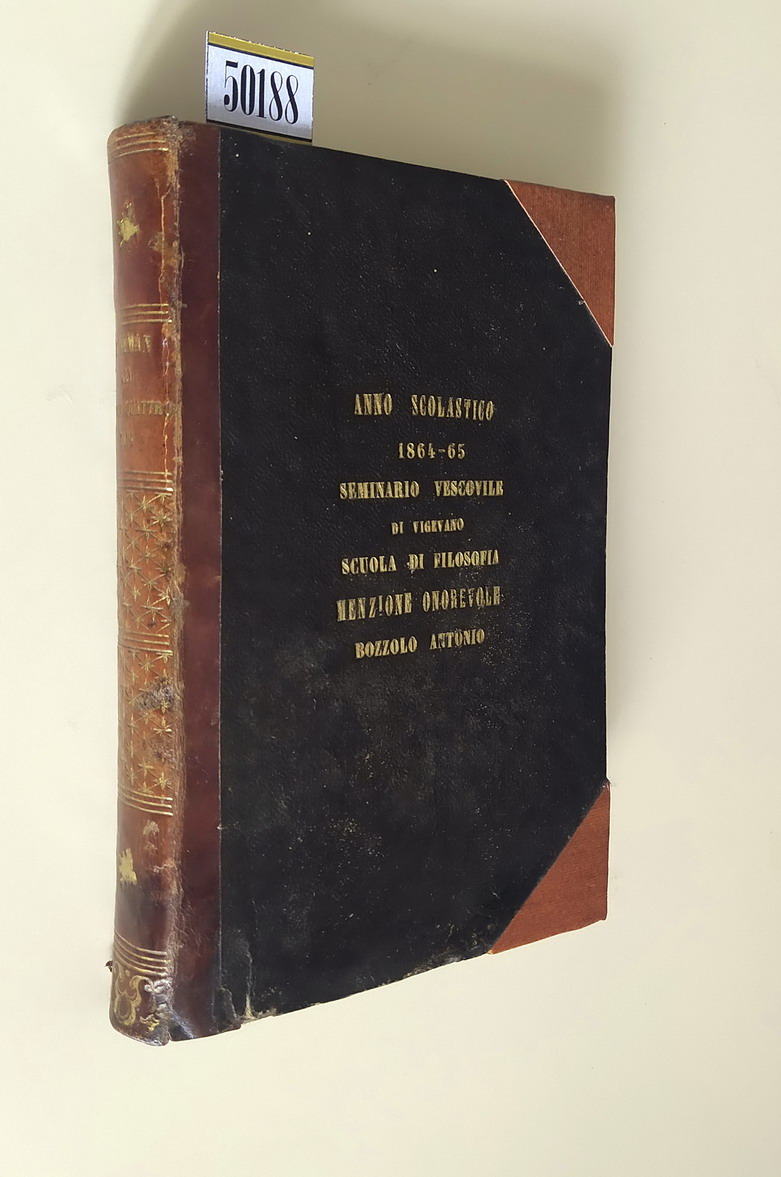 50188
ANNO SCOLASTICO
1864-65
SEMINARIO VESCOVILE
DI VIGEVANO
SCUOLA DI FILOSOFIA
MENZIONE ONOREVOLE
BOZZOLO ANTONIO